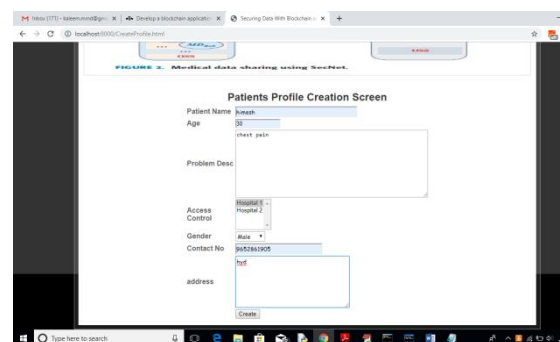 Inbox (171) - kaleem.mmd@gm
Develop a blockchain application
Securing Data With Blockchain a
localhost:8000/CreateProfile.html
FIGURE 2. Medical data sharing using SecNet.
Patients Profile Creation Screen
Patient Name himesh
Age 30
Problem Desc chest pain
Access Control Hospital 1
Hospital 2
Gender Male
Contact No 9652861905
address hyd
Create
Type here to search